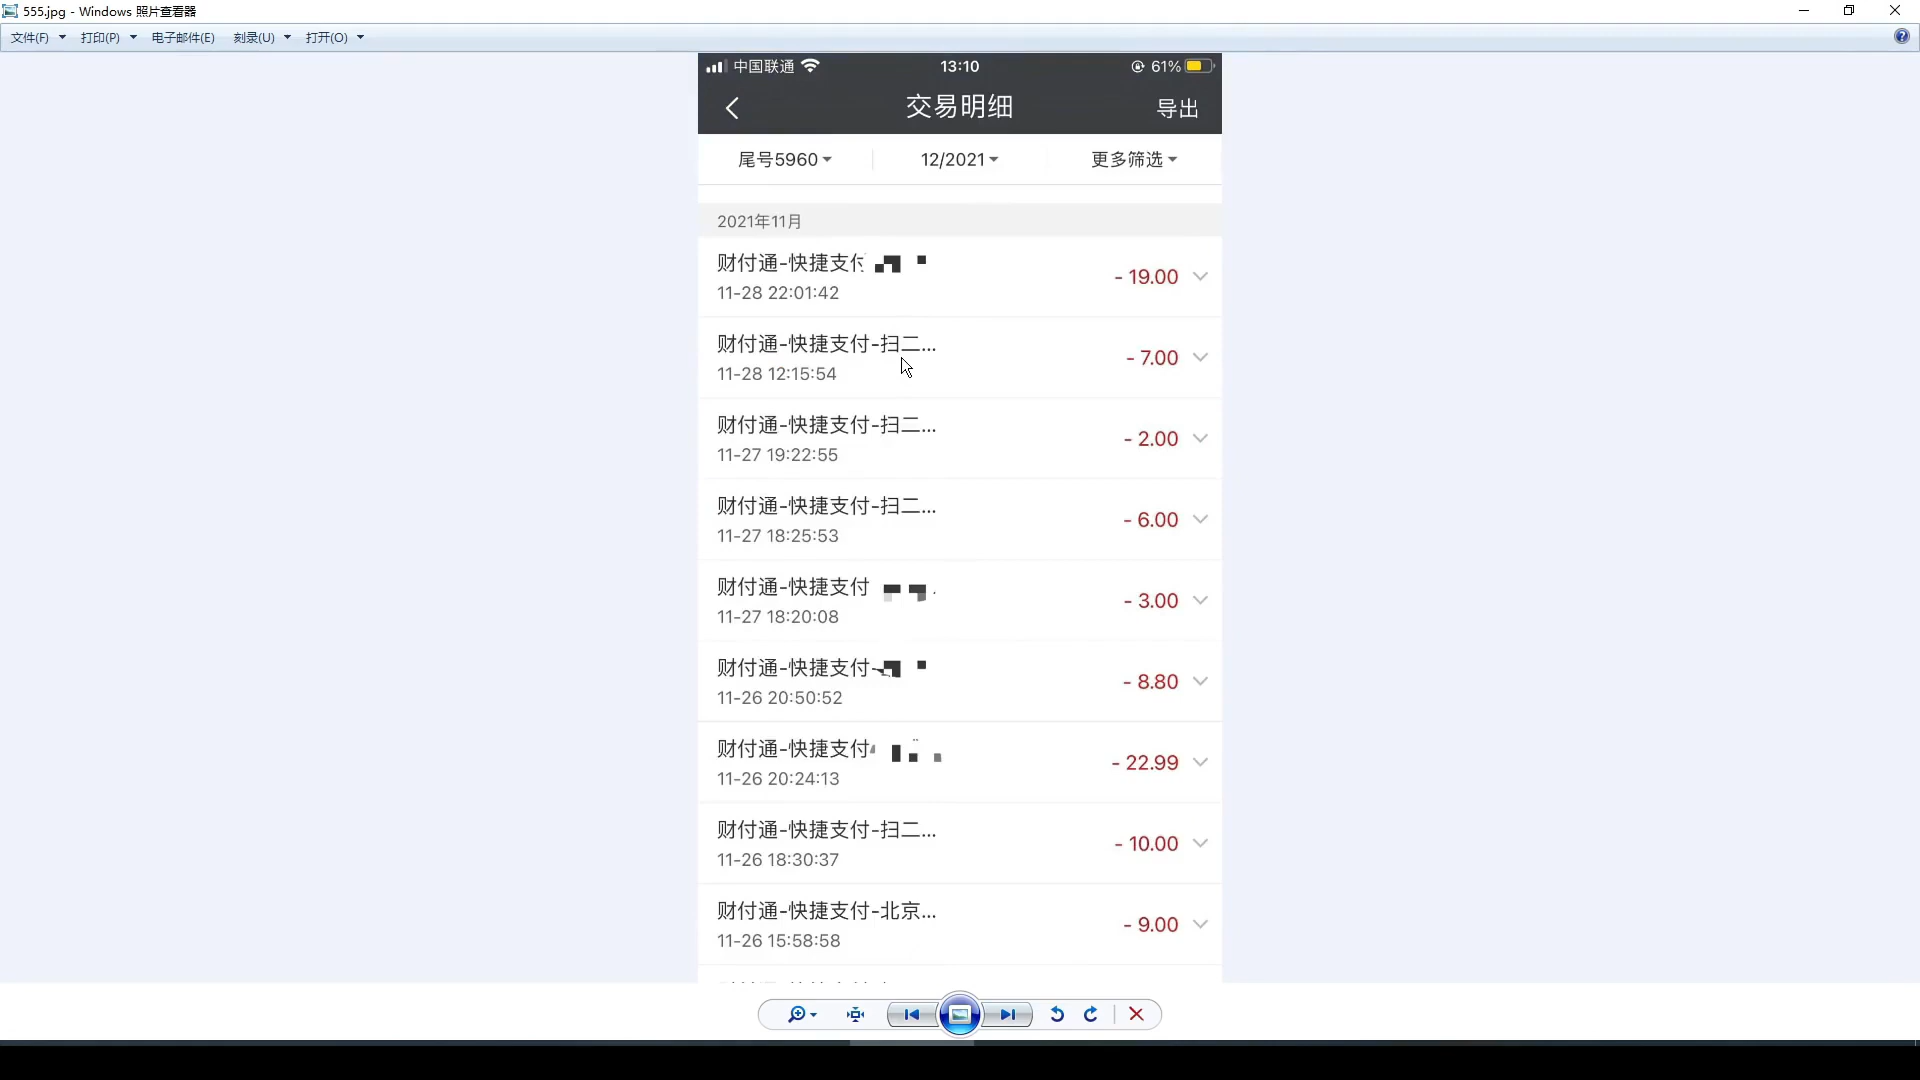 555.jpg - Windows 照片查看器
文件(F) 打印(P) 电子邮件(E) 刻录(U) 打开(O)
中国联通 13:10 61%
交易明细 导出
尾号5960 12/2021 更多筛选
2021年11月
财付通-快捷支付
- 19.00
11-28 22:01:42
财付通-快捷支付-扫二...
- 7.00
11-28 12:15:54
财付通-快捷支付-扫二...
- 2.00
11-27 19:22:55
财付通-快捷支付-扫二...
- 6.00
11-27 18:25:53
财付通-快捷支付
- 3.00
11-27 18:20:08
财付通-快捷支付-
- 8.80
11-26 20:50:52
财付通-快捷支付
- 22.99
11-26 20:24:13
财付通-快捷支付-扫二...
- 10.00
11-26 18:30:37
财付通-快捷支付-北京...
- 9.00
11-26 15:58:58